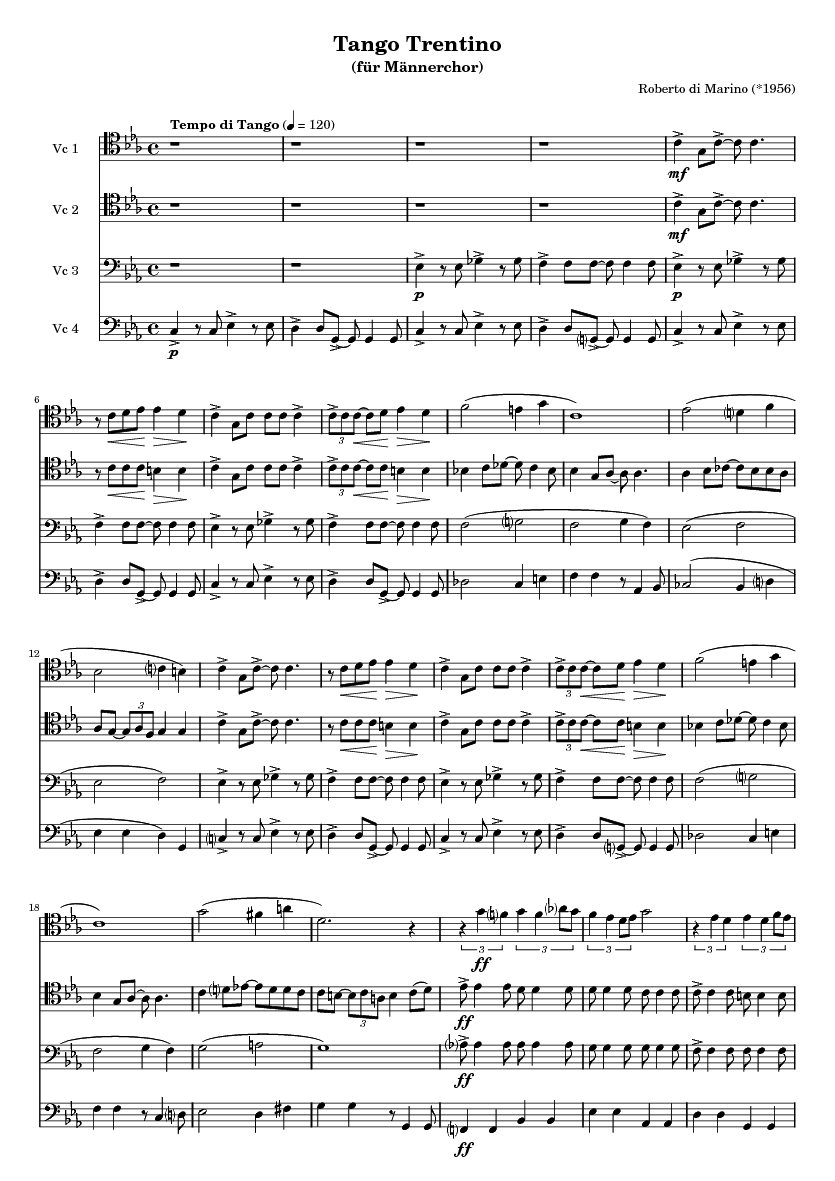 Tango Trentino
(für Männerchor)
Roberto di Marino (*1956)
Tempo di Tango (♩ = 120)
Vc 1
mf
Vc 2
mf
Vc 3
p
p
Vc 4
p
6
3
3
12
3
3
3
18
3
3
3
3
3
ff
3
ff
ff
ff